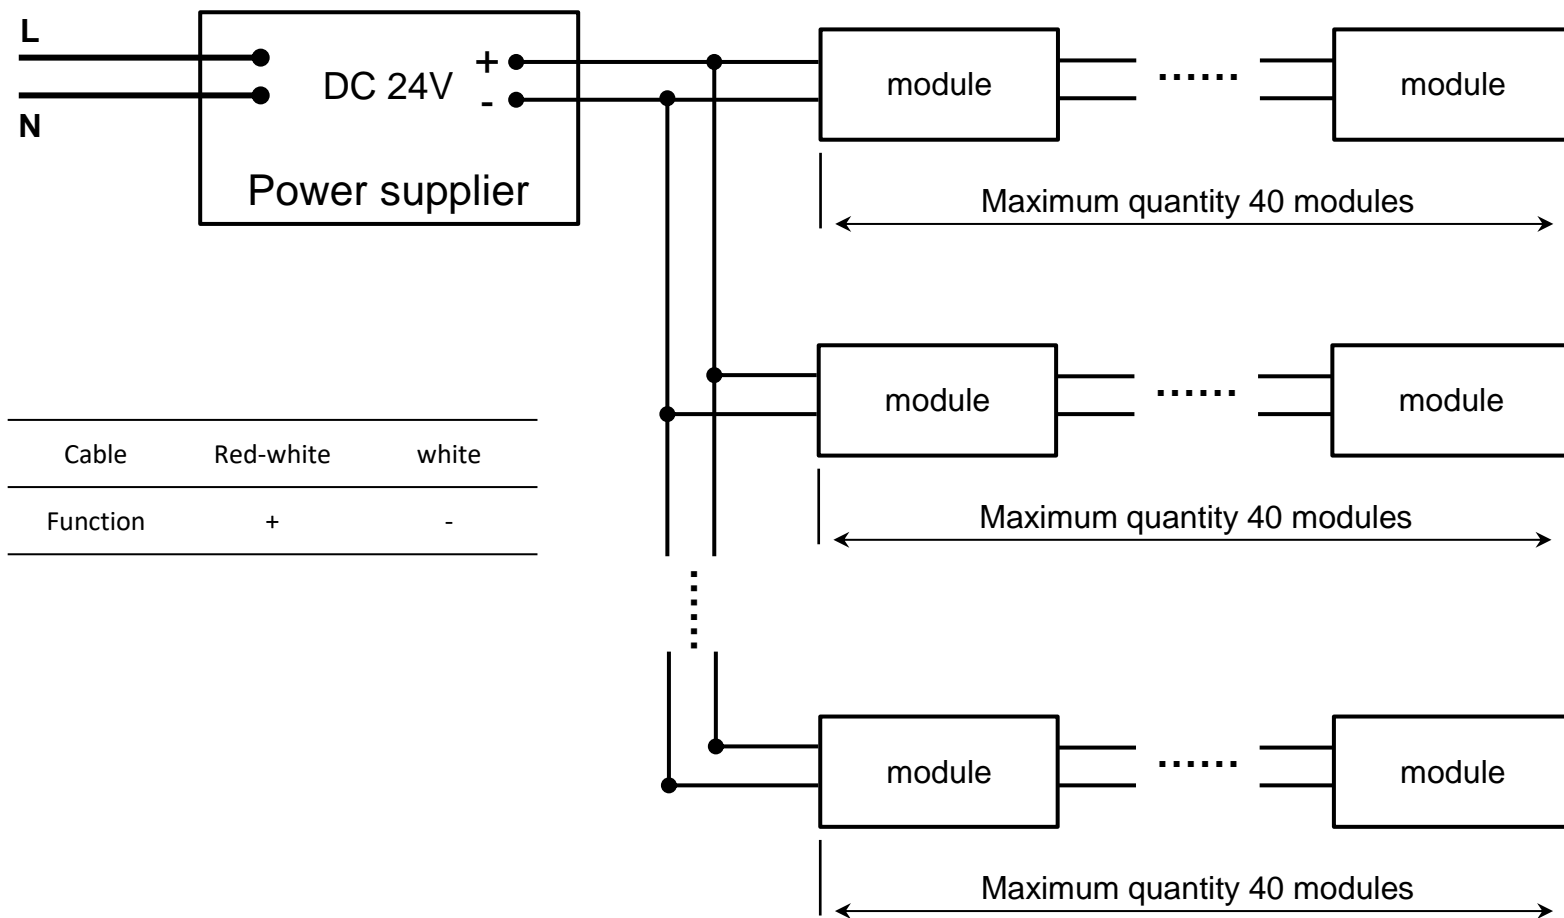 L
N
DC 24V
+
-
Power supplier
module
······
module
Maximum quantity 40 modules
module
······
module
Maximum quantity 40 modules
Cable Red-white white
Function + -
······
module
······
module
Maximum quantity 40 modules